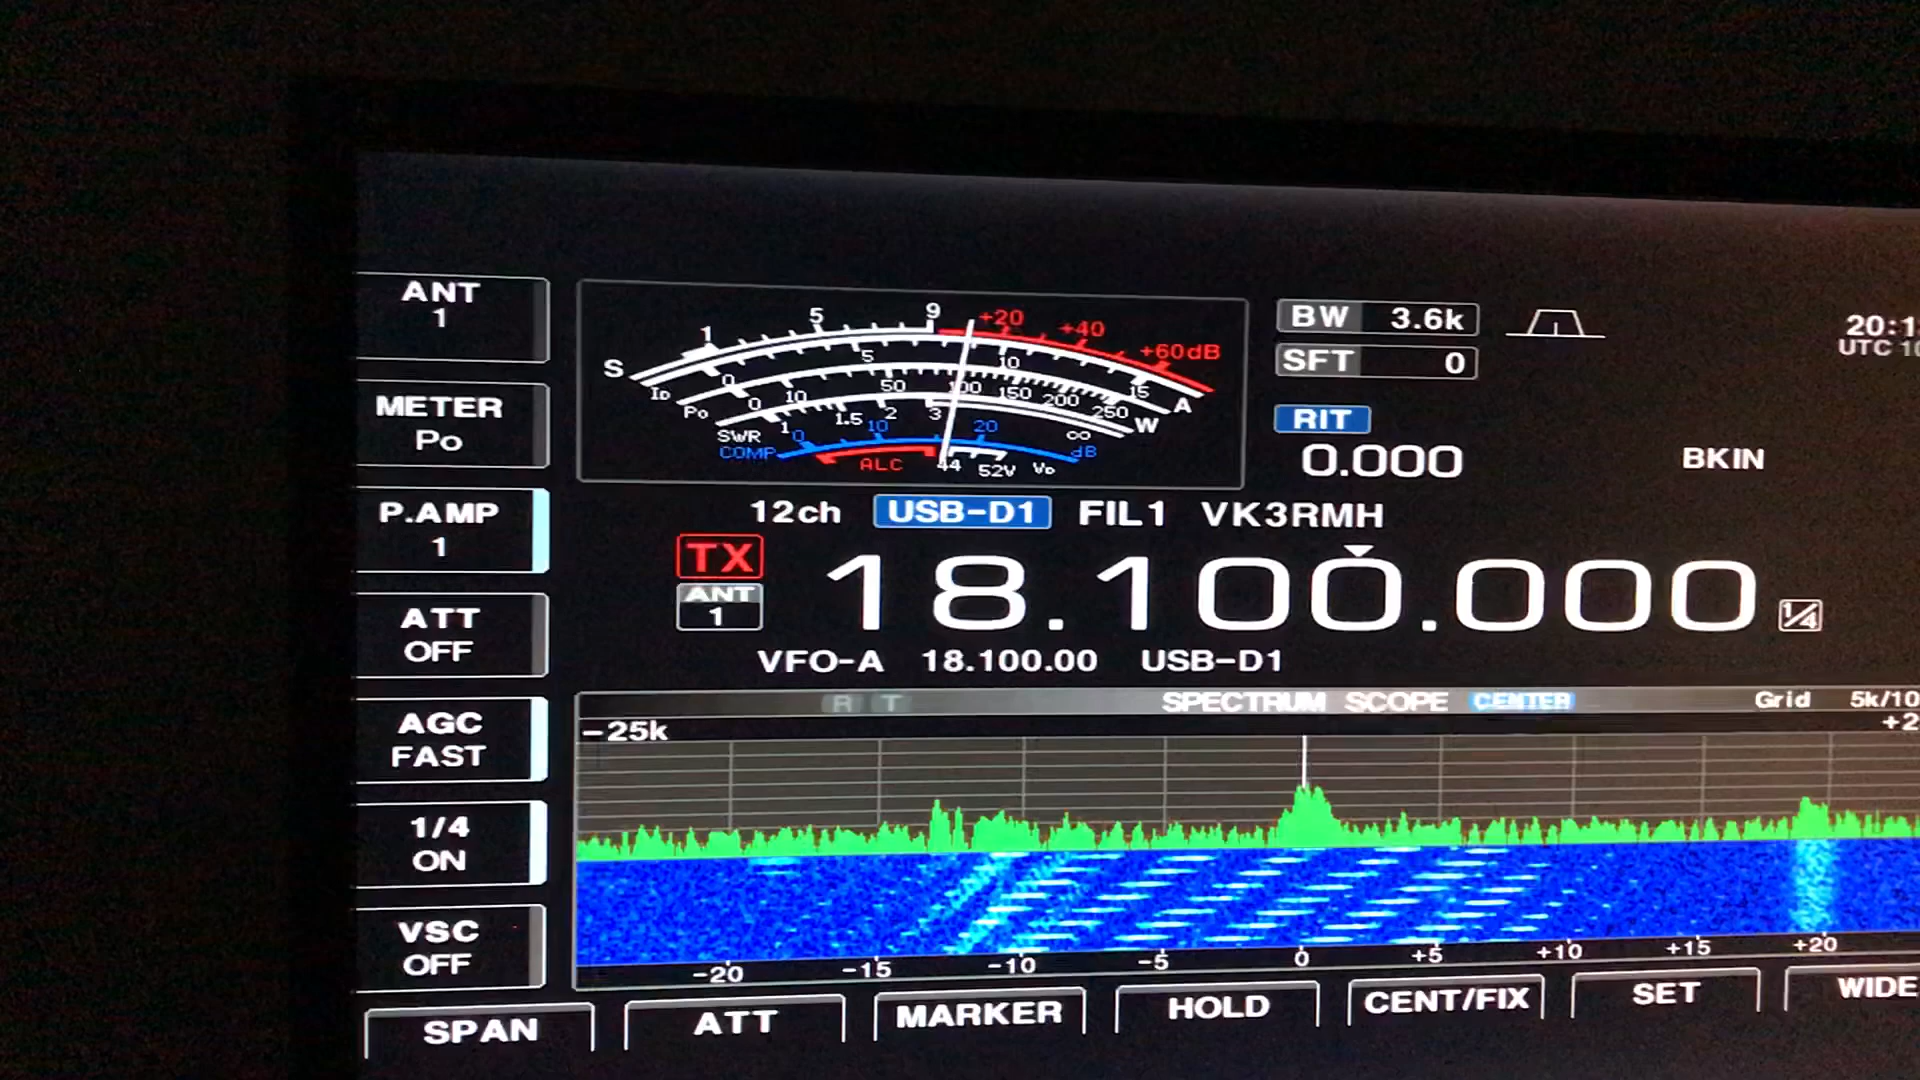 ANT
1
METER
Po
P.AMP
1
ATT
OFF
AGC
FAST
1/4
ON
VSC
OFF
S 1 5 9 +20 +40 +60dB
ID 0 5 10 15 A
Po 0 10 50 100 150 200 250 W
SWR 1 1.5 2 3 ∞
COMP 0 10 20 dB
ALC 44 52V VD
BW 3.6k
SFT 0
RIT
0.000
BKIN
20:1
UTC 10
12ch USB-D1 FIL1 VK3RMH
TX
ANT
1
18.100.000
1/4
VFO-A 18.100.00 USB-D1
R T SPECTRUM SCOPE CENTER Grid 5k/10
-25k +2
-20 -15 -10 -5 0 +5 +10 +15 +20
SPAN ATT MARKER HOLD CENT/FIX SET WIDE